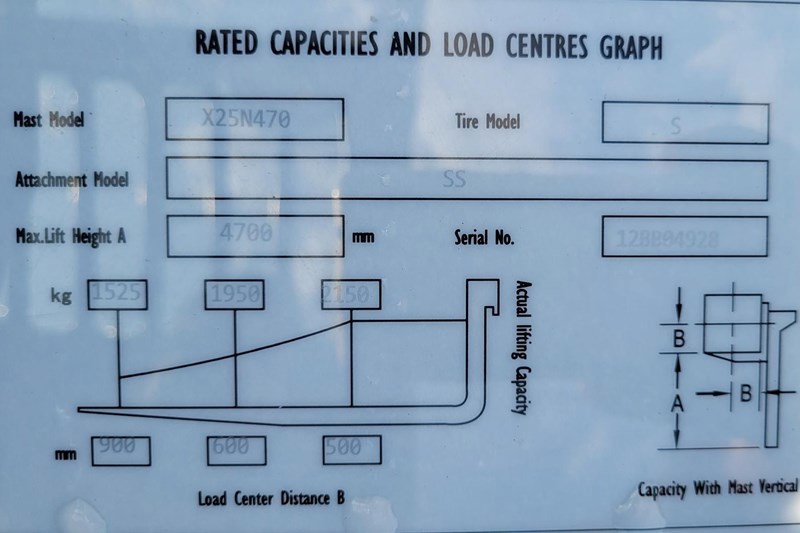 RATED CAPACITIES AND LOAD CENTRES GRAPH
Mast Model X25N470 Tire Model S
Attachment Model SS
Max.Lift Height A 4700 mm Serial No.
kg 1525 1950 2150
Actual lifting Capacity
B
B
A
mm 900 600 500
Load Center Distance B
Capacity With Mast Vertical